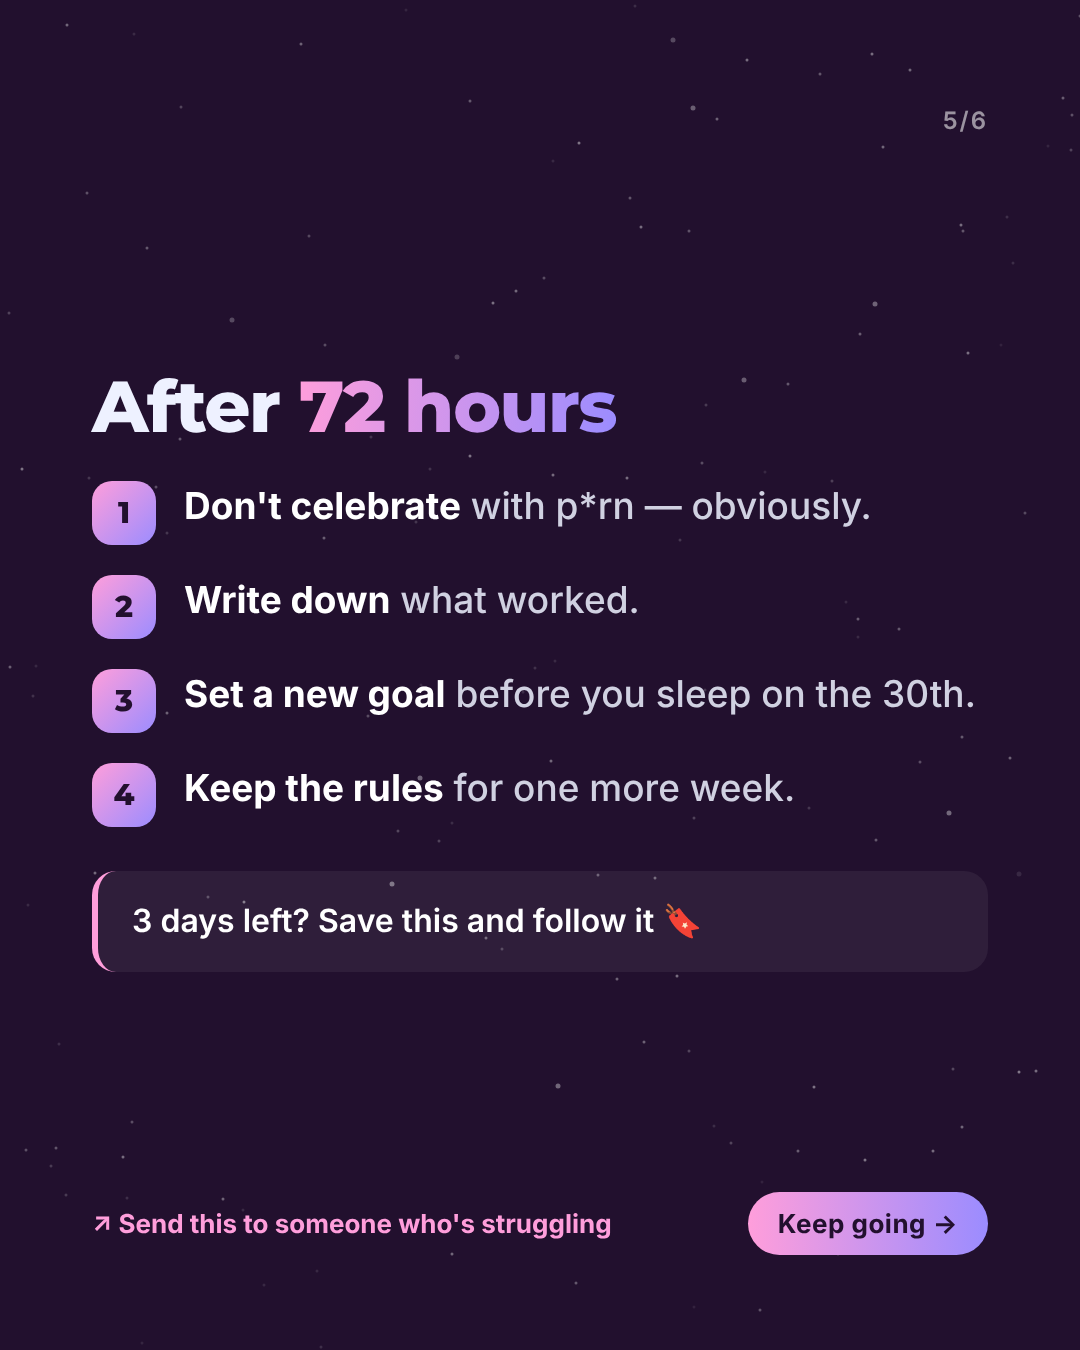 5/6
After 72 hours
1 Don't celebrate with p*rn — obviously.
2 Write down what worked.
3 Set a new goal before you sleep on the 30th.
4 Keep the rules for one more week.
3 days left? Save this and follow it 🔖
↗ Send this to someone who's struggling
Keep going →